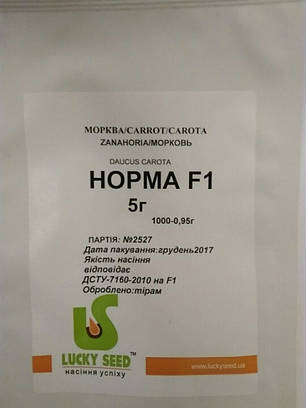 МОРКВА/CARROT/CAROTA
ZANAHORIA/МОРКОВЬ
DAUCUS CAROTA
НОРМА F1
5г
1000-0,95г
ПАРТІЯ: №2527
Дата пакування:грудень2017
Якість насіння
відповідає
ДСТУ-7160-2010 на F1
Оброблено:тірам
LUCKY SEED™
насіння успіху
www.luckyseed.ua